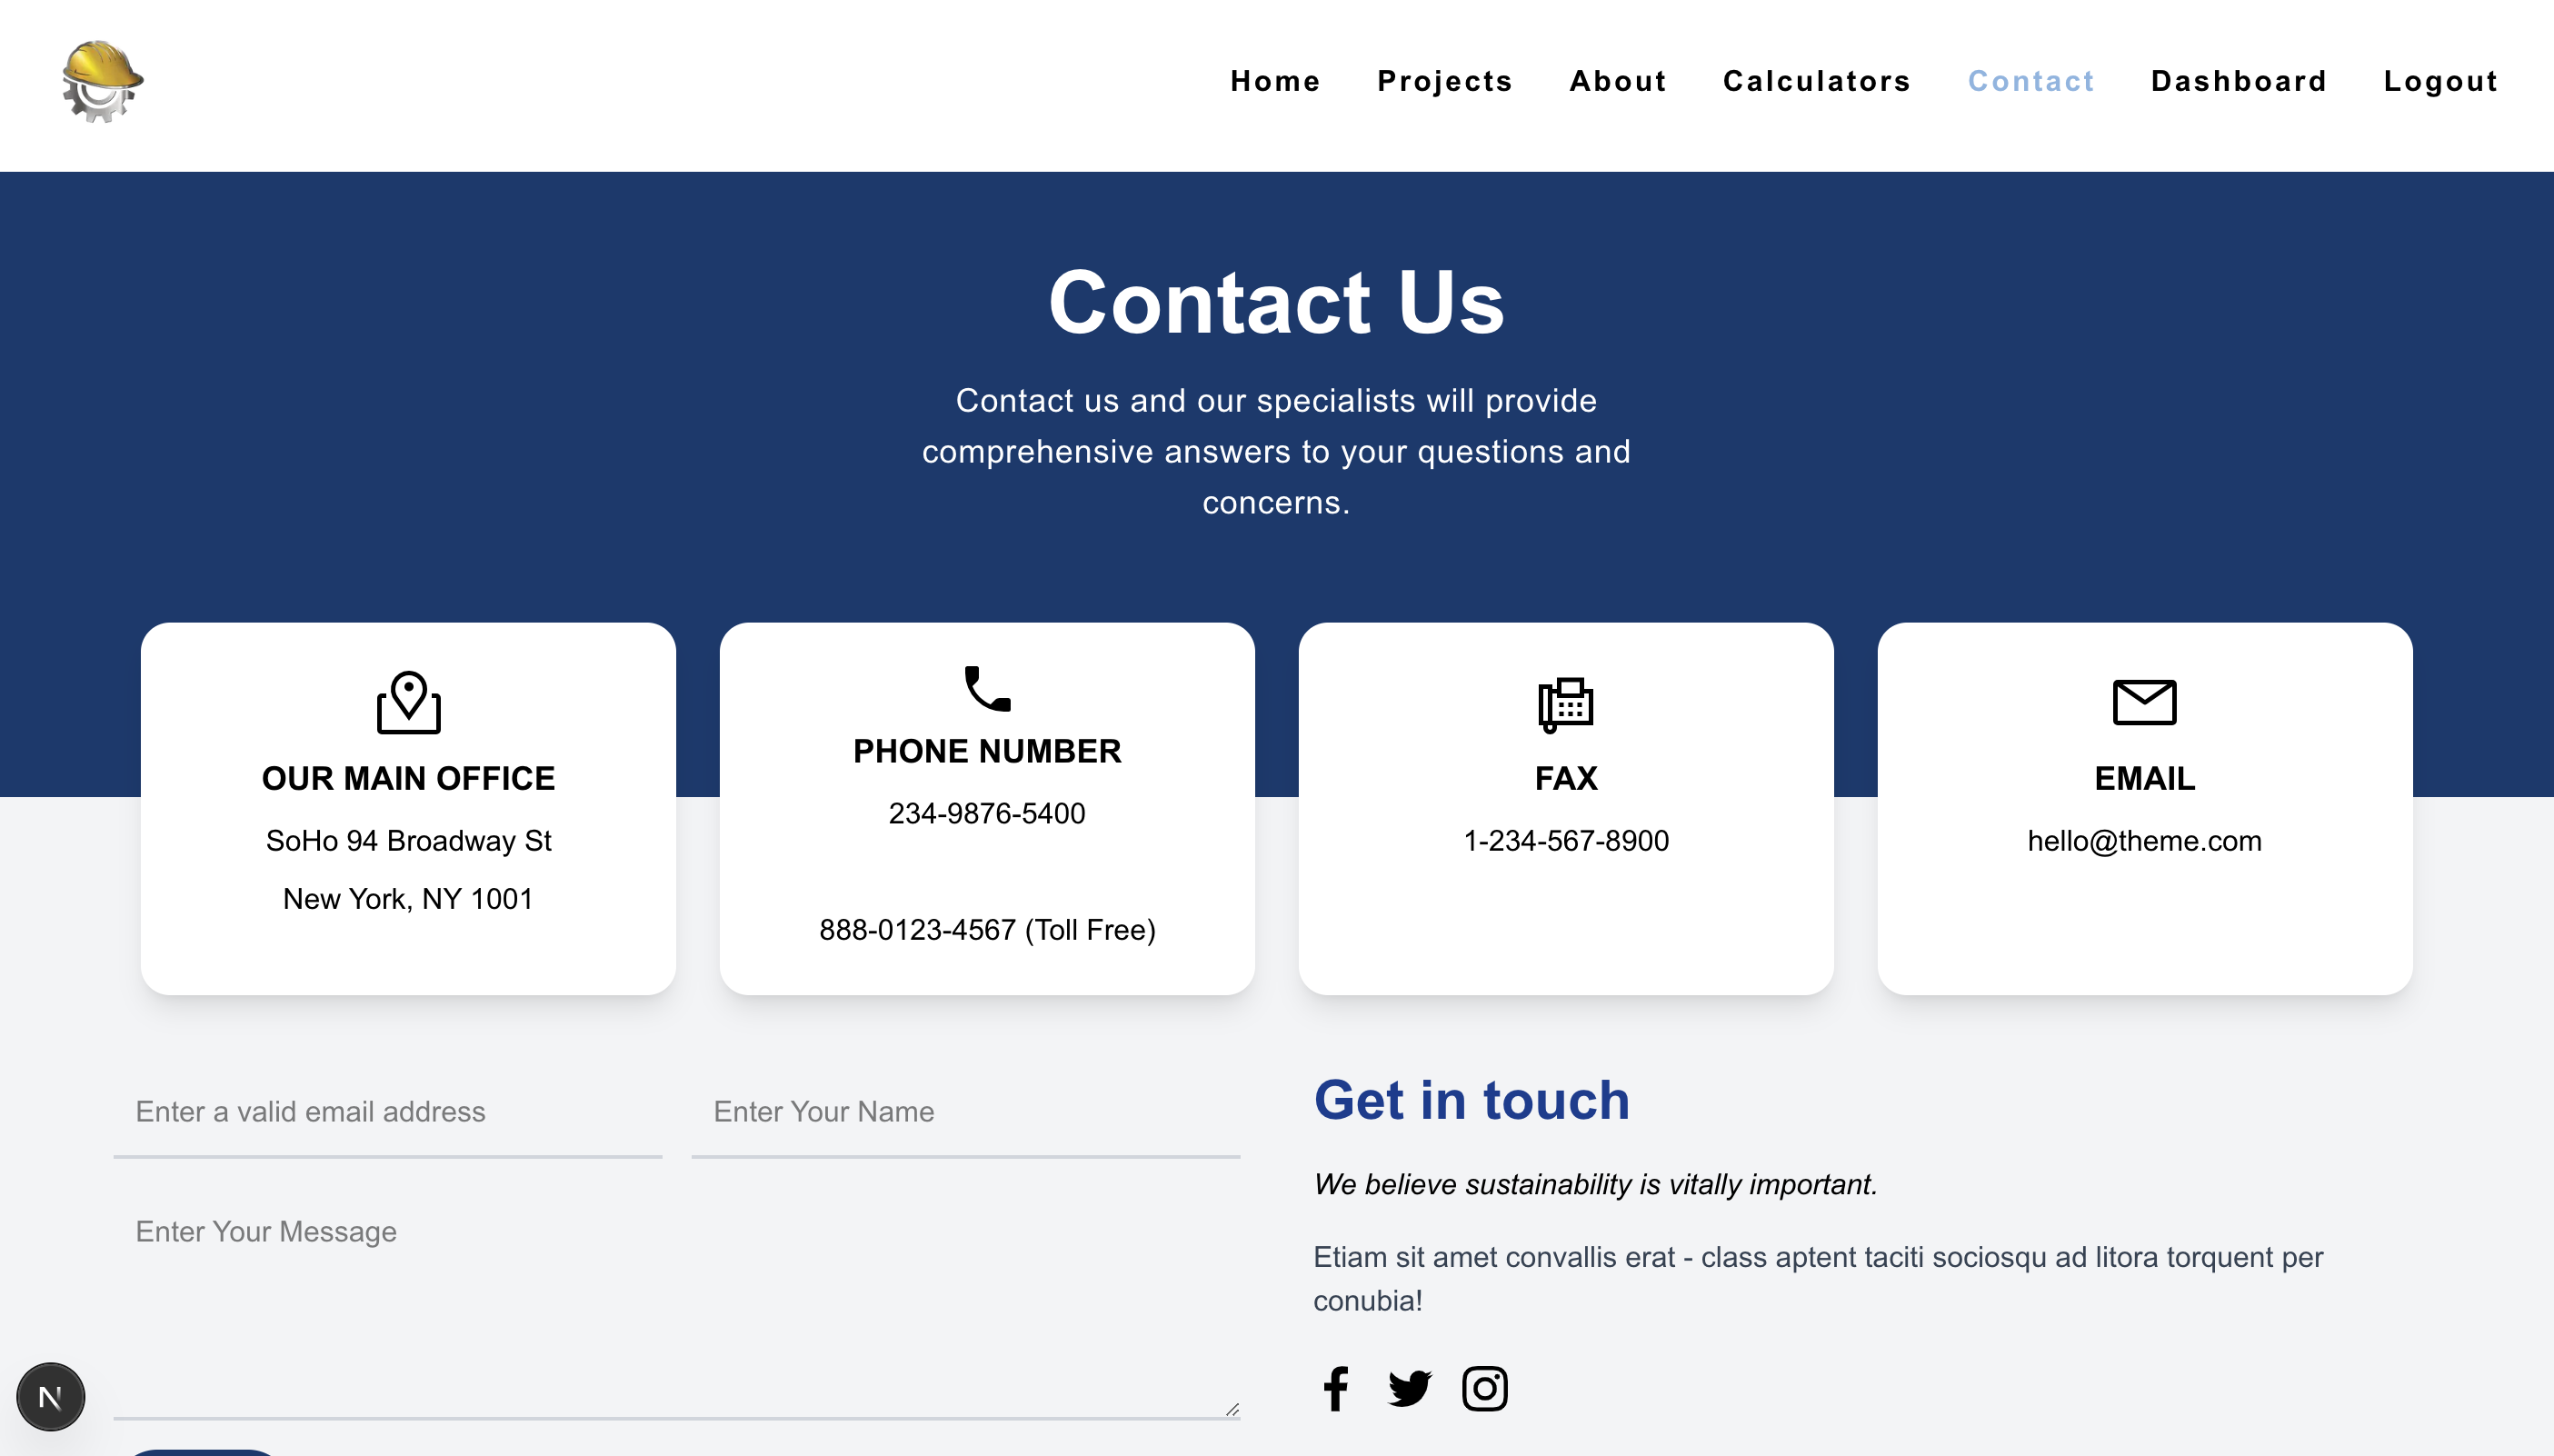 Home Projects About Calculators Contact Dashboard Logout
Contact Us
Contact us and our specialists will provide
comprehensive answers to your questions and
concerns.
OUR MAIN OFFICE
SoHo 94 Broadway St
New York, NY 1001
PHONE NUMBER
234-9876-5400
888-0123-4567 (Toll Free)
FAX
1-234-567-8900
EMAIL
hello@theme.com
Enter a valid email address
Enter Your Name
Enter Your Message
Get in touch
We believe sustainability is vitally important.
Etiam sit amet convallis erat - class aptent taciti sociosqu ad litora torquent per
conubia!
N